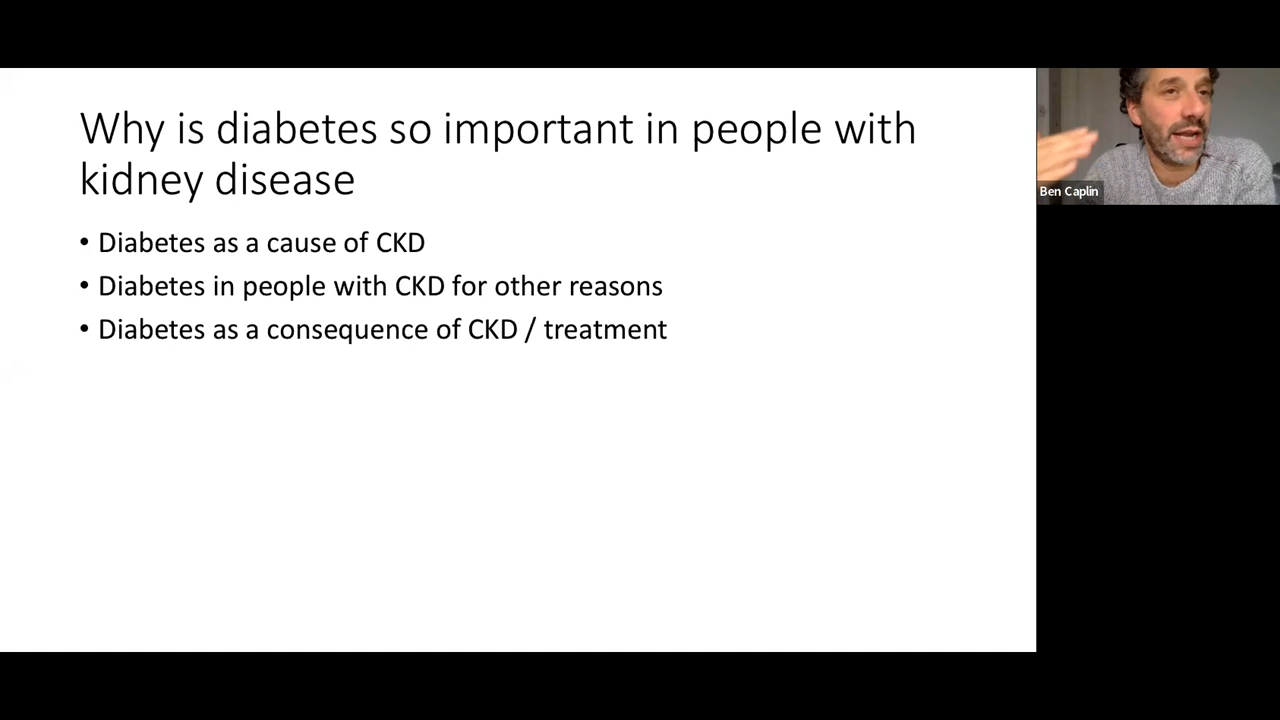 Why is diabetes so important in people with
kidney disease
• Diabetes as a cause of CKD
• Diabetes in people with CKD for other reasons
• Diabetes as a consequence of CKD / treatment
Ben Caplin